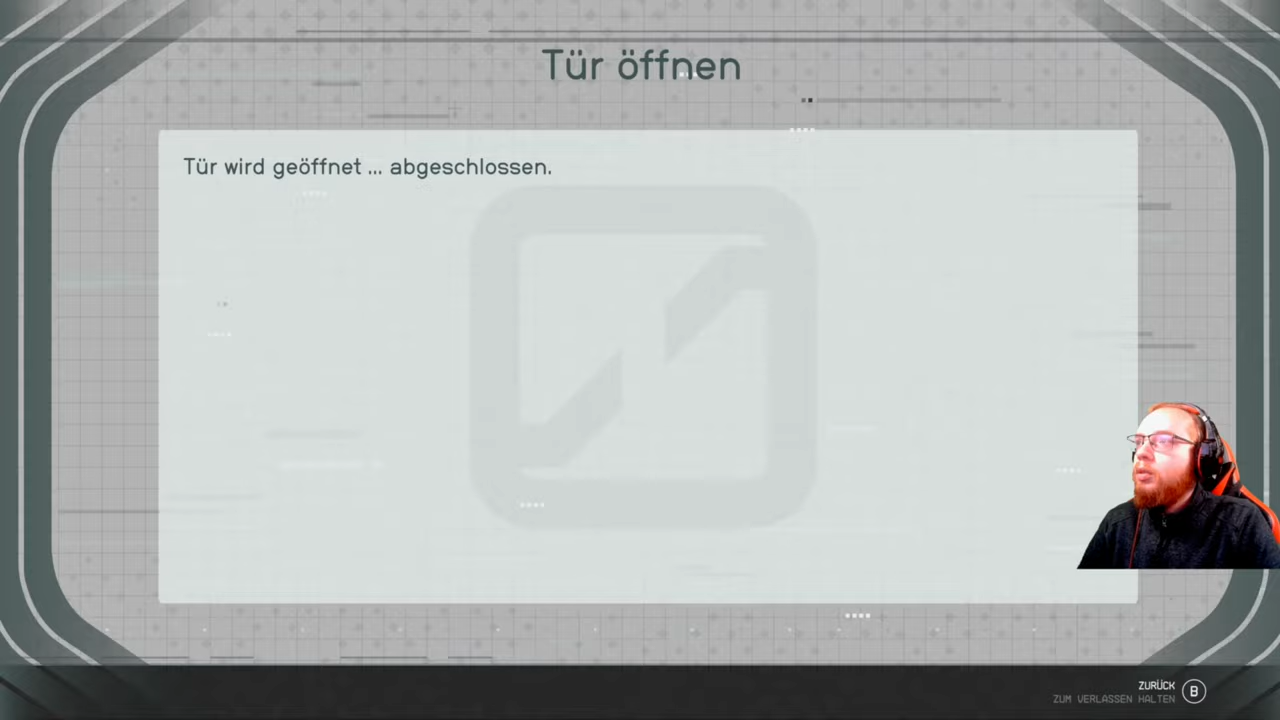 Tür öffnen
Tür wird geöffnet ... abgeschlossen.
ZURÜCK
B
ZUM VERLASSEN HALTEN